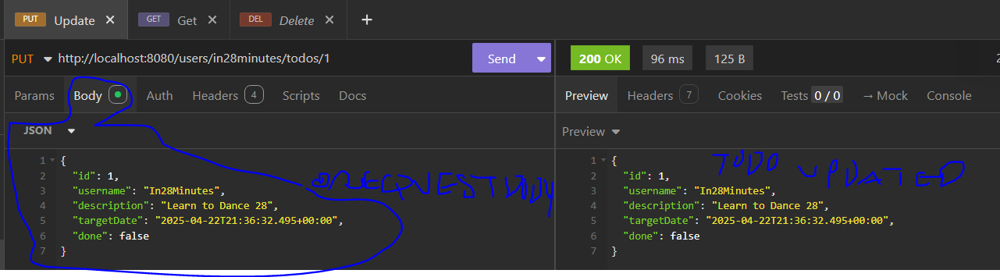 PUT Update × GET Get × DEL Delete × +
PUT http://localhost:8080/users/in28minutes/todos/1 Send
200 OK 96 ms 125 B 2
Params Body Auth Headers 4 Scripts Docs
Preview Headers 7 Cookies Tests 0 / 0 → Mock Console
JSON
Preview
1 {
2 "id": 1,
3 "username": "In28Minutes",
4 "description": "Learn to Dance 28",
5 "targetDate": "2025-04-22T21:36:32.495+00:00",
6 "done": false
7 }
1 {
2 "id": 1,
3 "username": "In28Minutes",
4 "description": "Learn to Dance 28",
5 "targetDate": "2025-04-22T21:36:32.495+00:00",
6 "done": false
7 }
TODO UPDATED